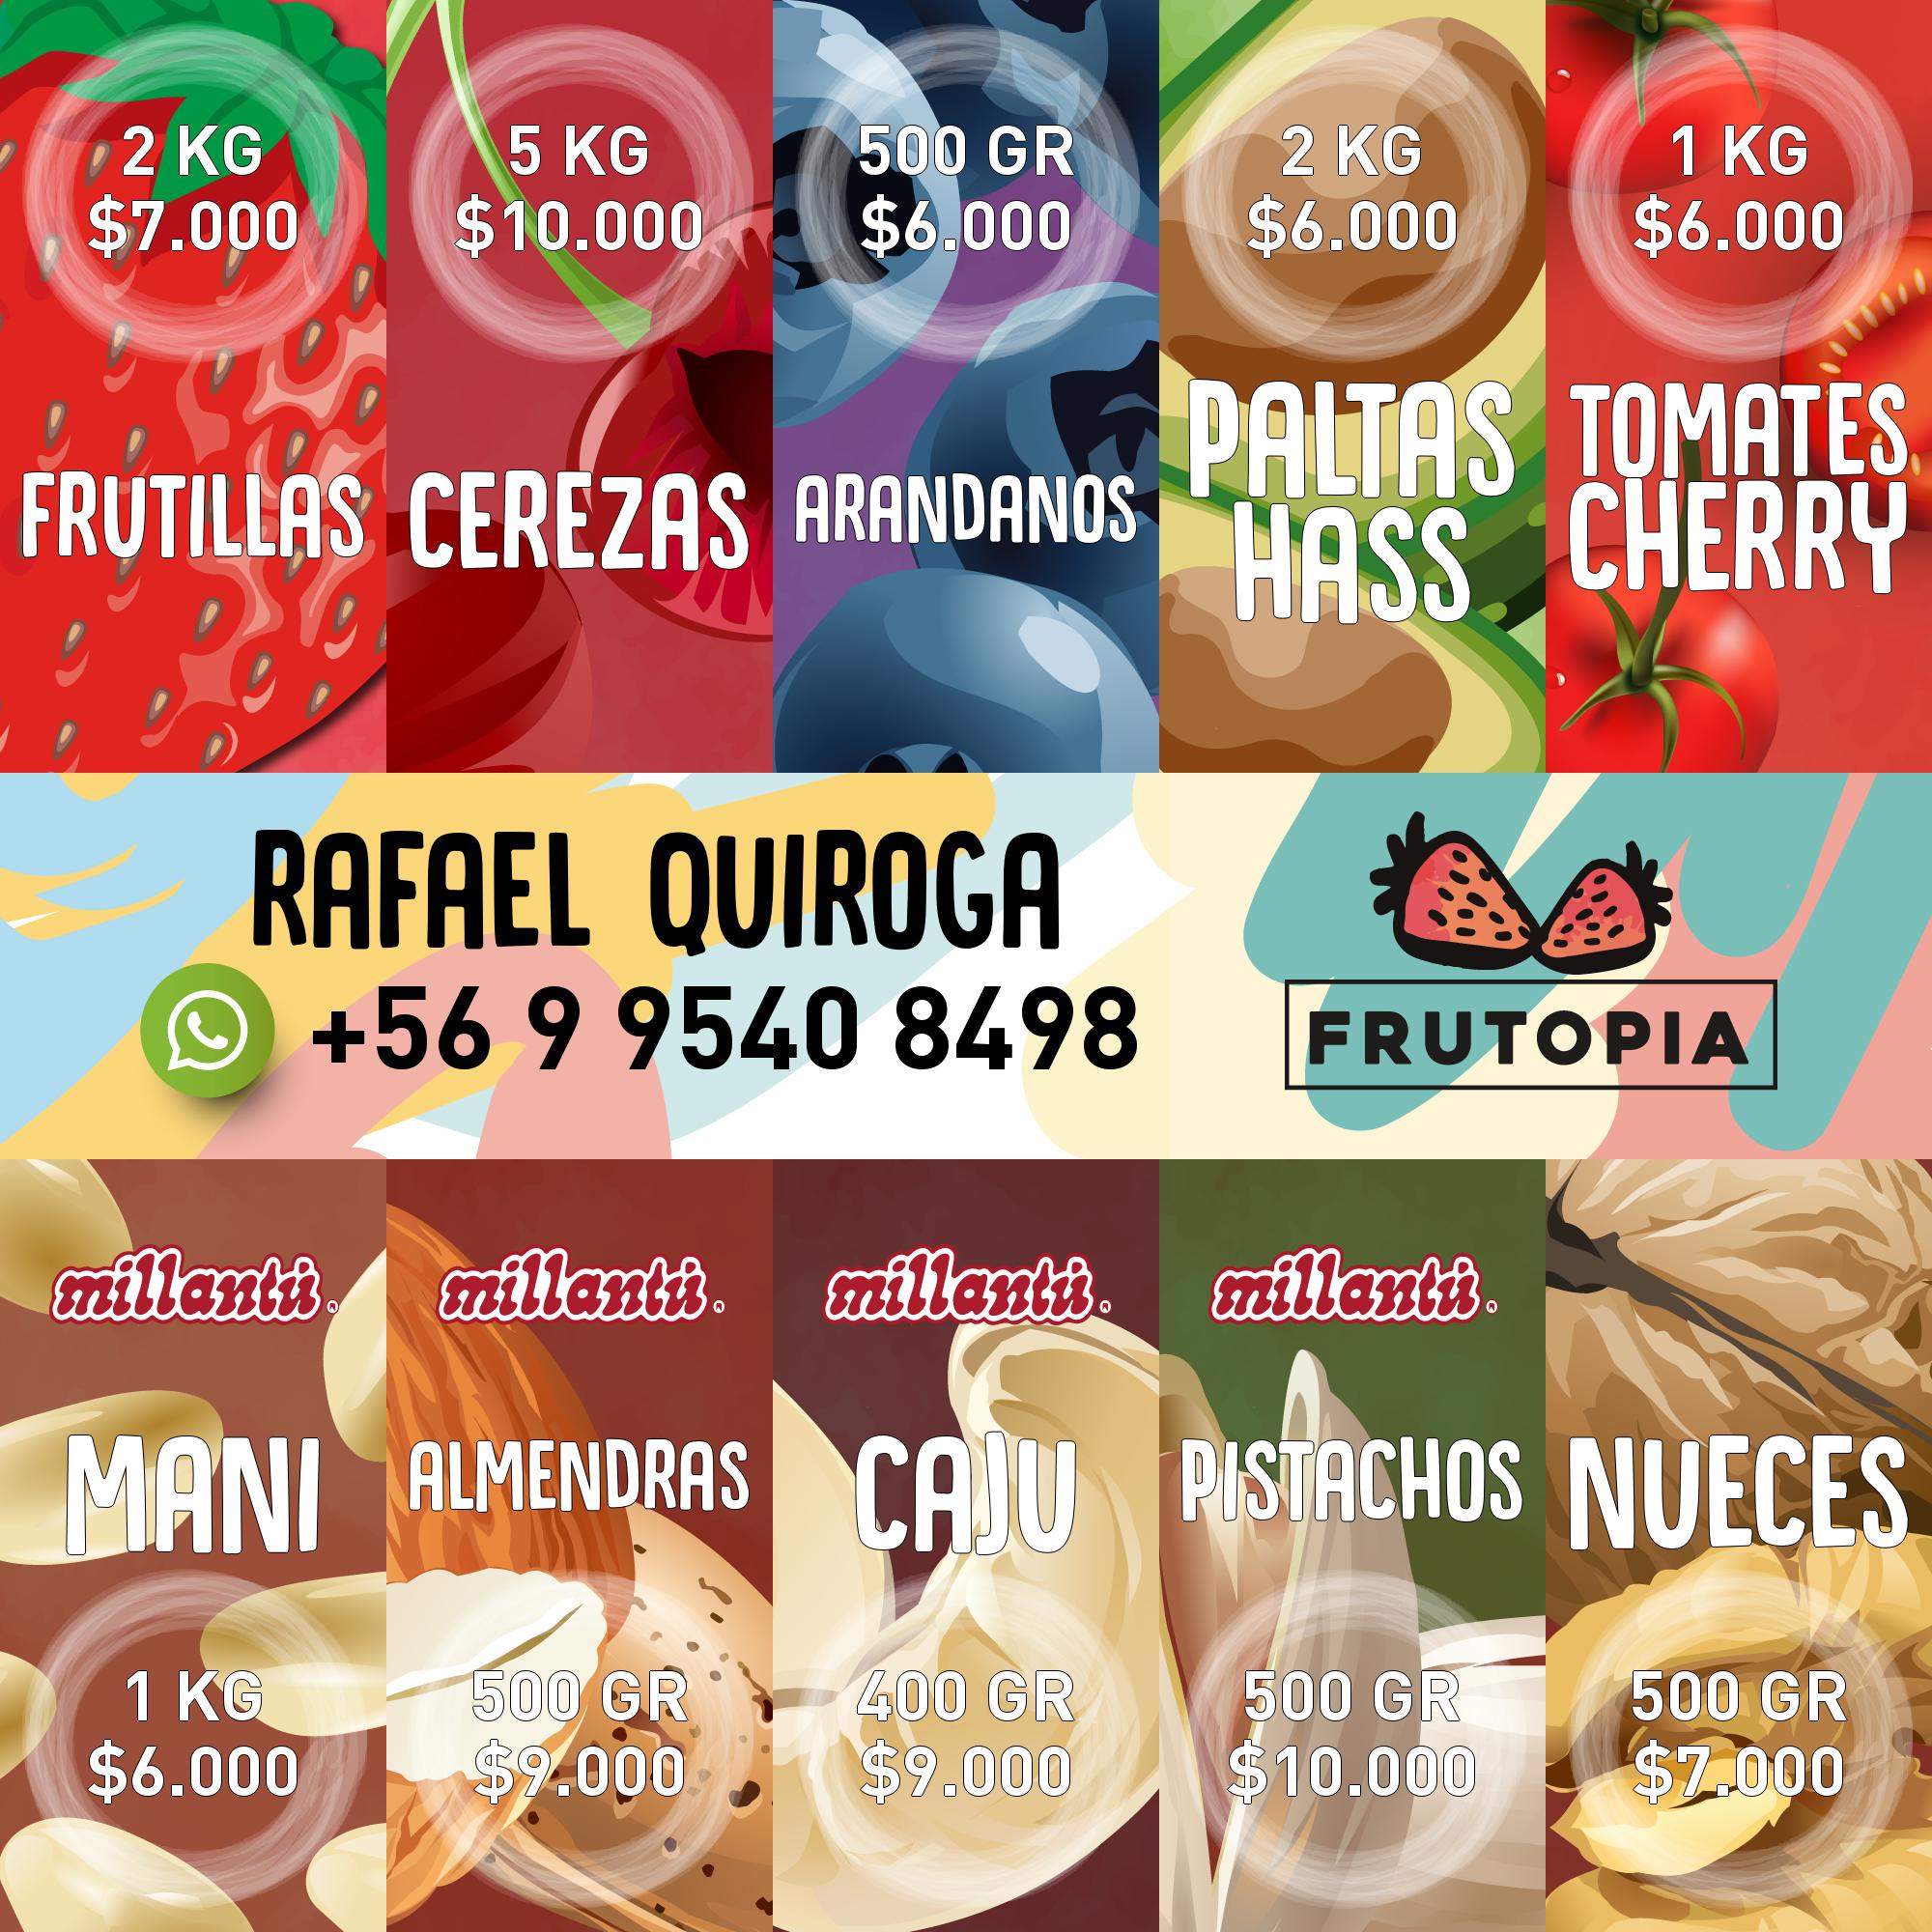 2 KG
$7.000
FRUTILLAS
5 KG
$10.000
CEREZAS
500 GR
$6.000
ARANDANOS
2 KG
$6.000
PALTAS
HASS
1 KG
$6.000
TOMATES
CHERRY
RAFAEL QUIROGA
+56 9 9540 8498
FRUTOPIA
millantú
MANI
1 KG
$6.000
millantú
ALMENDRAS
500 GR
$9.000
millantú
CAJU
400 GR
$9.000
millantú
PISTACHOS
500 GR
$10.000
NUECES
500 GR
$7.000